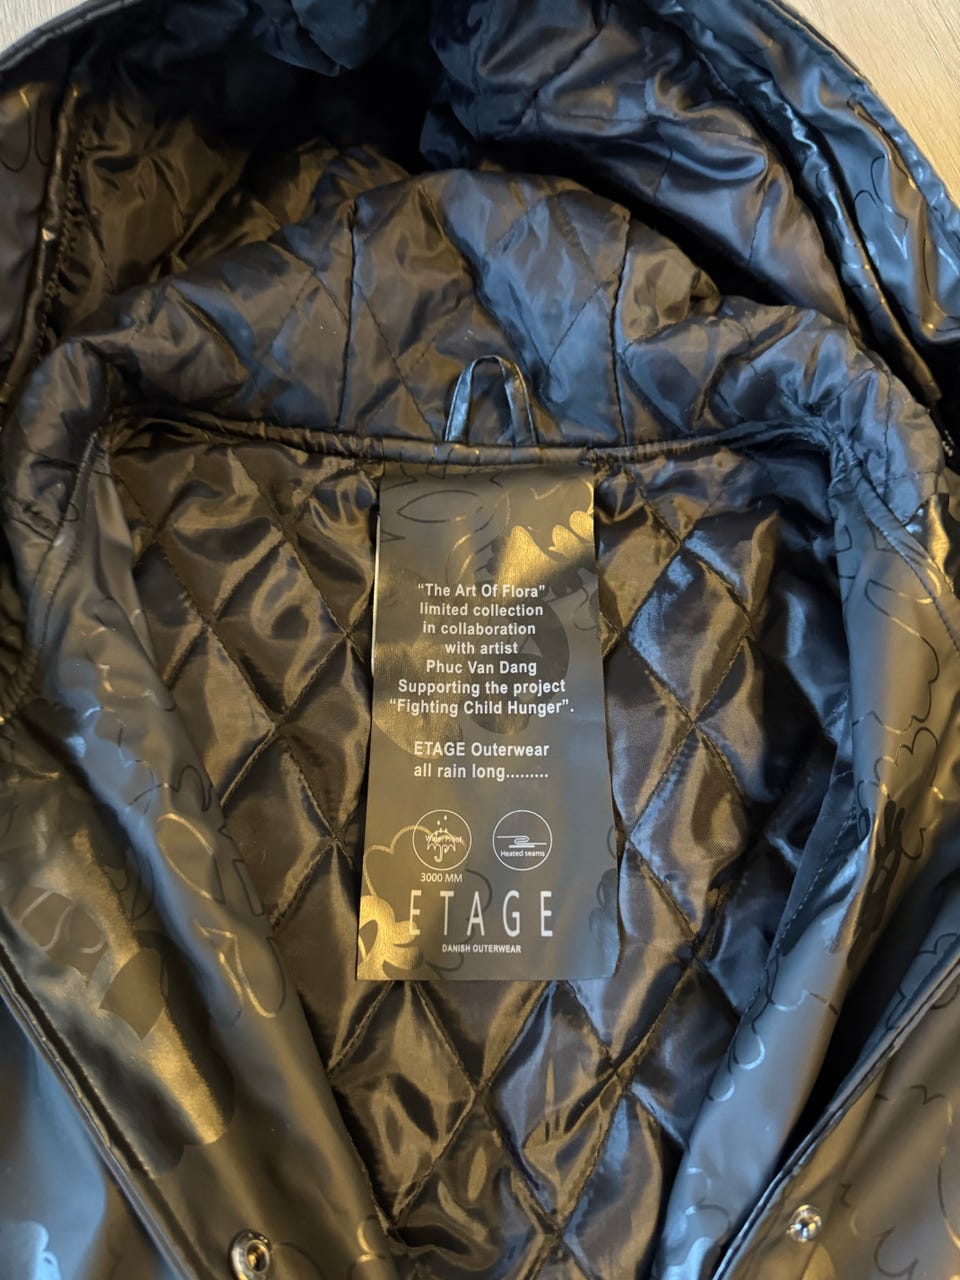 “The Art Of Flora”
limited collection
in collaboration
with artist
Phuc Van Dang
Supporting the project
“Fighting Child Hunger”.
ETAGE Outerwear
all rain long.........
WaterProof
Heated seams
3000 MM
ETAGE
DANISH OUTERWEAR